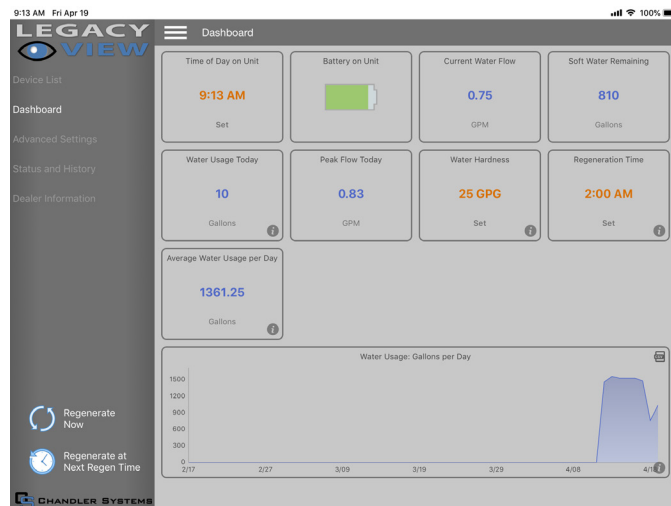 9:13 AM Fri Apr 19
100%
LEGACY
VIEW
Dashboard
Device List
Dashboard
Advanced Settings
Status and History
Dealer Information
Time of Day on Unit
9:13 AM
Set
Battery on Unit
Current Water Flow
0.75
GPM
Soft Water Remaining
810
Gallons
Water Usage Today
10
Gallons
i
Peak Flow Today
0.83
GPM
Water Hardness
25 GPG
Set
i
Regeneration Time
2:00 AM
Set
i
Average Water Usage per Day
1361.25
Gallons
i
Water Usage: Gallons per Day
1500
1200
900
600
300
0
2/17 2/27 3/09 3/19 3/29 4/08
i
Regenerate
Now
Regenerate at
Next Regen Time
CHANDLER SYSTEMS